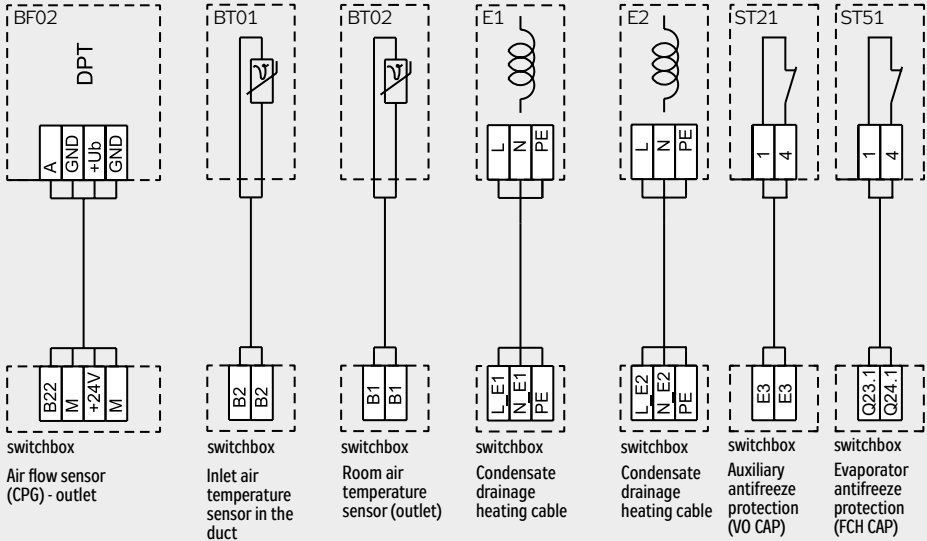 BF02
DPT
A
GND
+Ub
GND
B22
M
+24V
M
switchbox
Air flow sensor
(CPG) - outlet
BT01
ϑ
B2
B2
switchbox
Inlet air
temperature
sensor in the
duct
BT02
ϑ
B1
B1
switchbox
Room air
temperature
sensor (outlet)
E1
L
N
PE
L_E1
N_E1
PE
switchbox
Condensate
drainage
heating cable
E2
L
N
PE
L_E2
N_E2
PE
switchbox
Condensate
drainage
heating cable
ST21
1
4
E3
E3
switchbox
Auxiliary
antifreeze
protection
(VO CAP)
ST51
1
4
Q23.1
Q24.1
switchbox
Evaporator
antifreeze
protection
(FCH CAP)